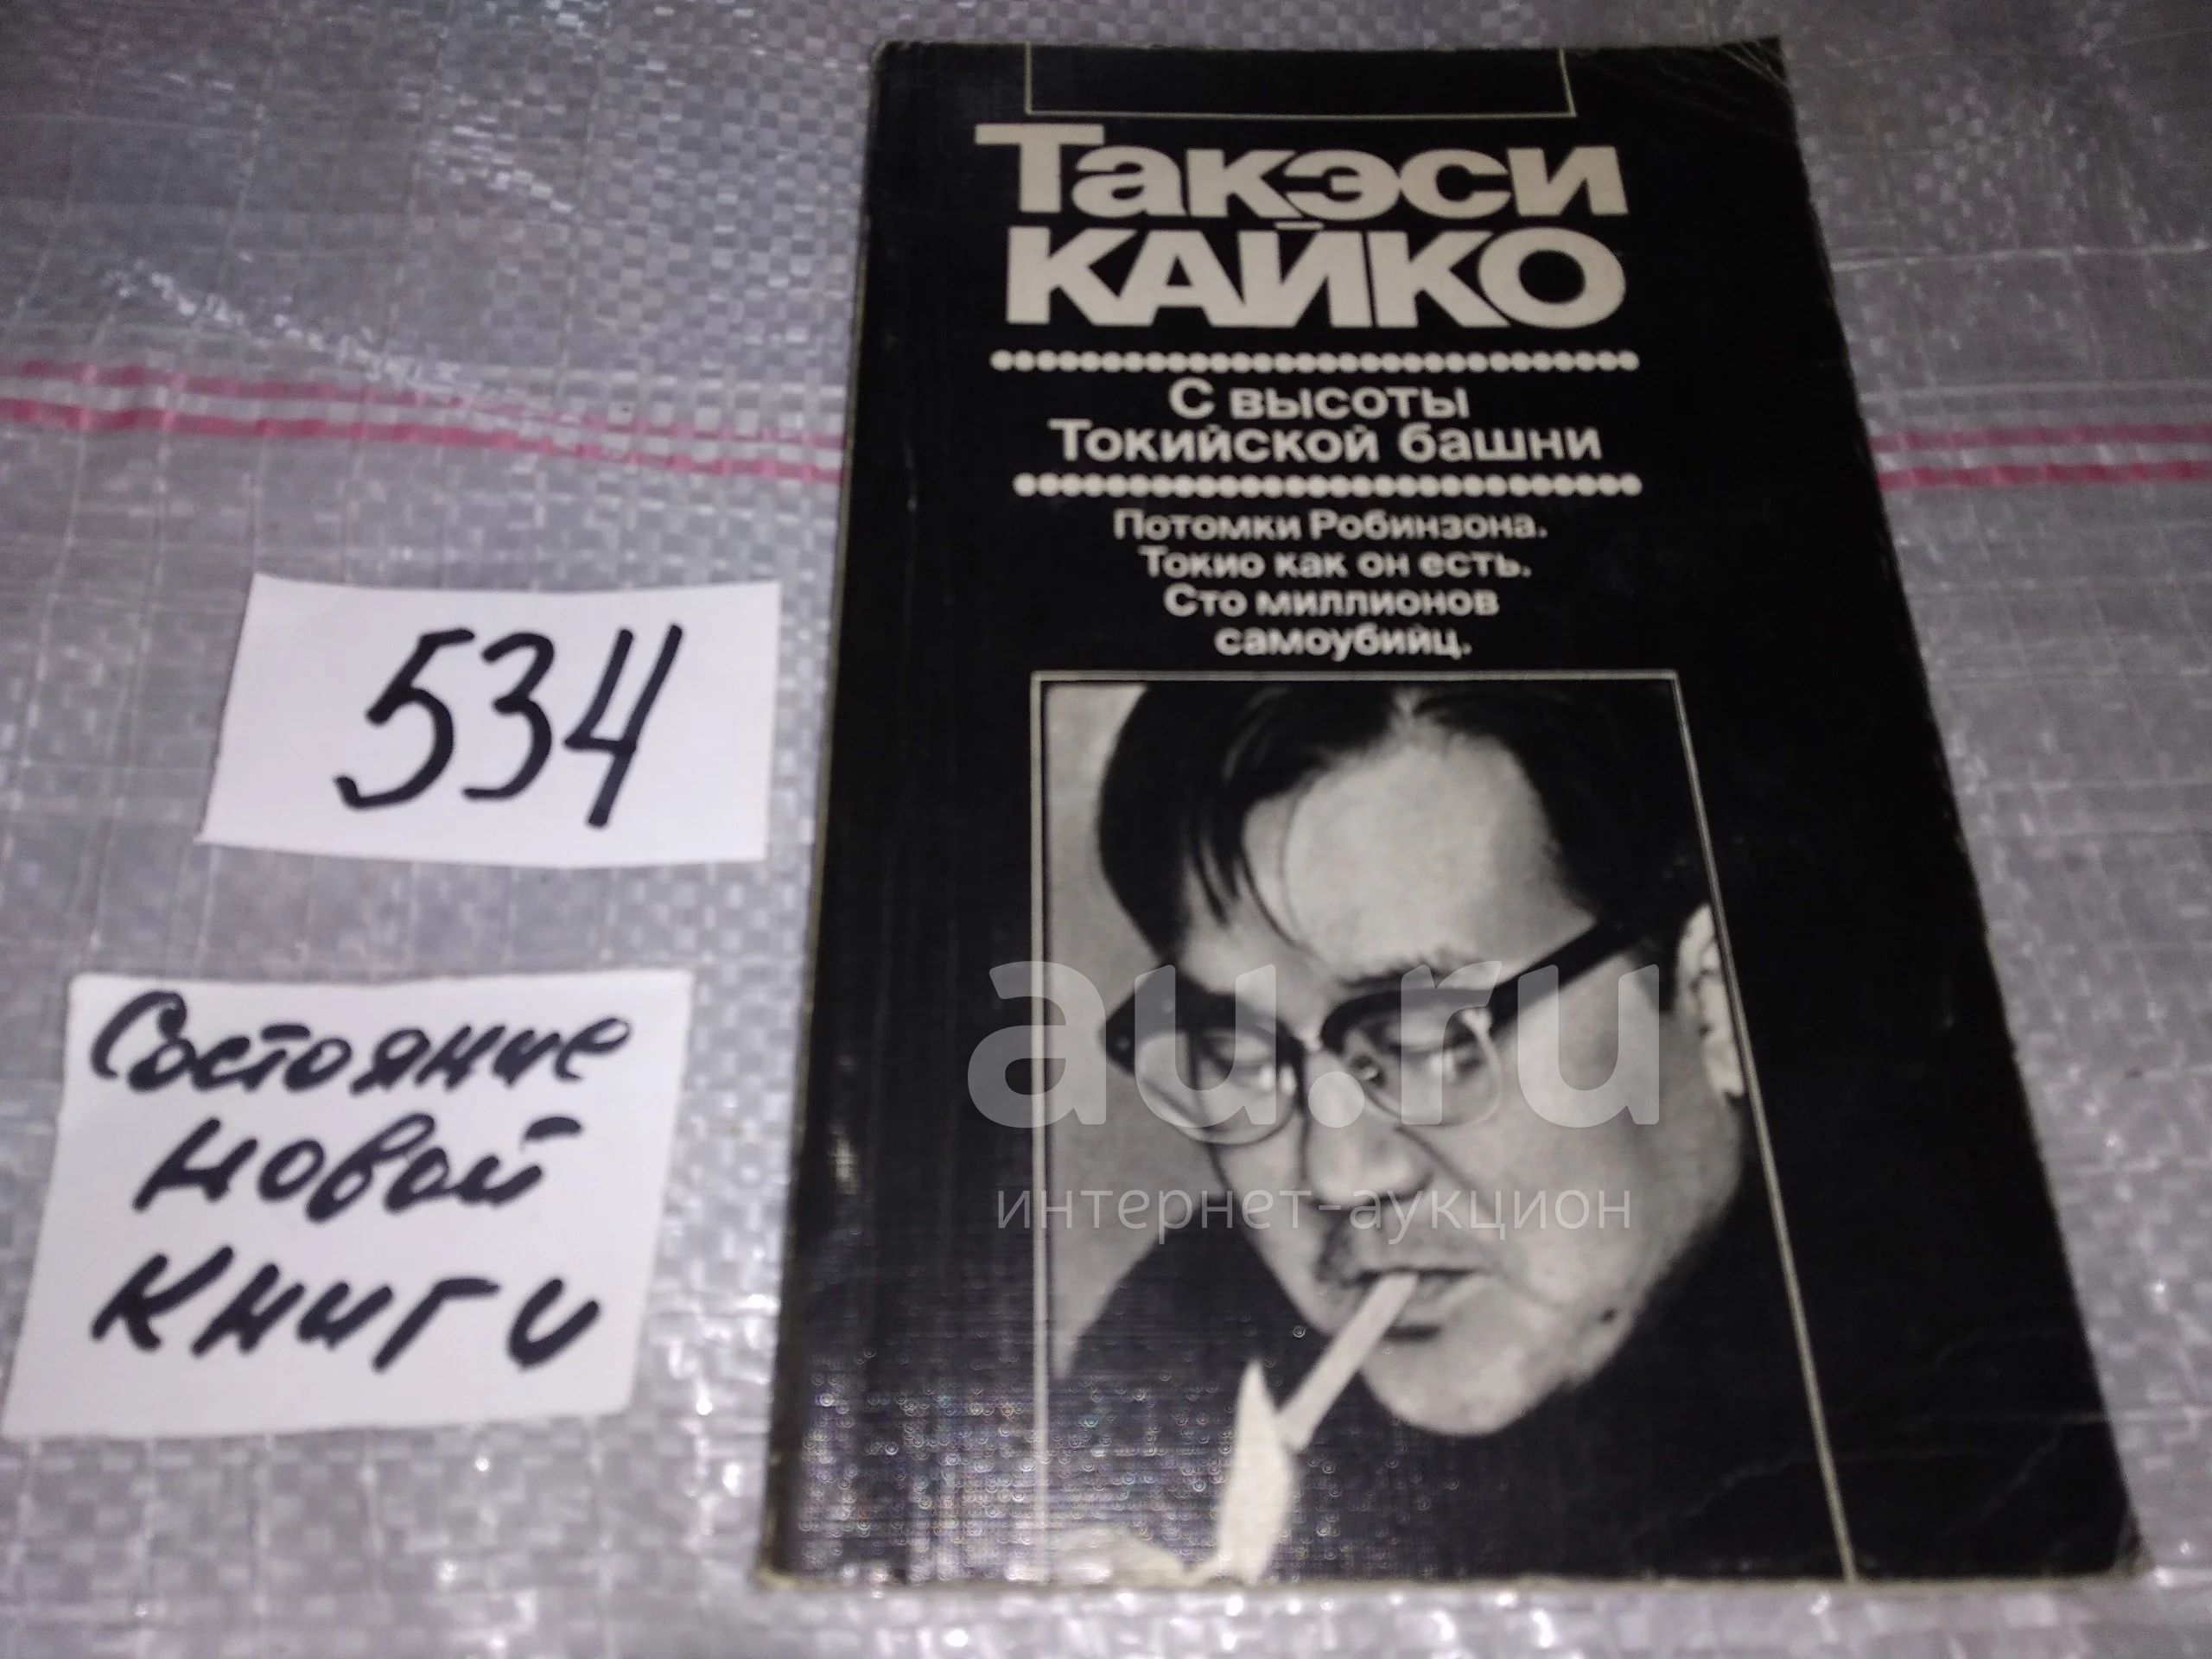 Такэси
КАЙКО
С высоты
Токийской башни
Потомки Робинзона.
Токио как он есть.
Сто миллионов
самоубийц.
534
Состояние
новой
книги
au.ru
интернет-аукцион